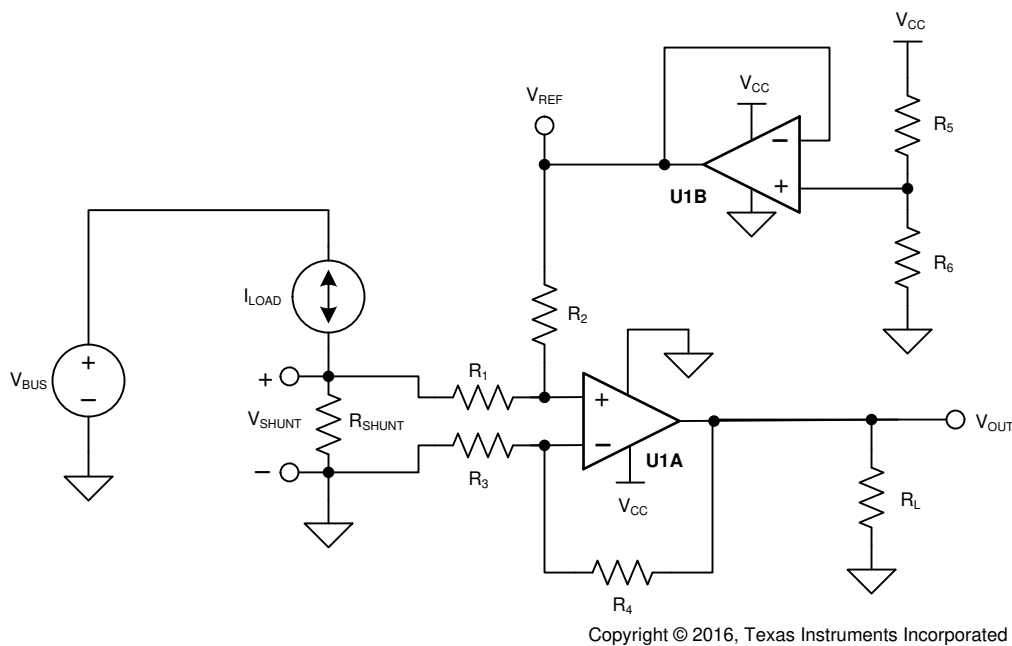 V_CC
V_CC
V_REF
R_5
−
+
U1B
R_6
I_LOAD
R_2
+
−
V_BUS
R_1
+
V_SHUNT
R_SHUNT
−
+
−
V_OUT
U1A
R_3
V_CC
R_L
R_4
Copyright © 2016, Texas Instruments Incorporated